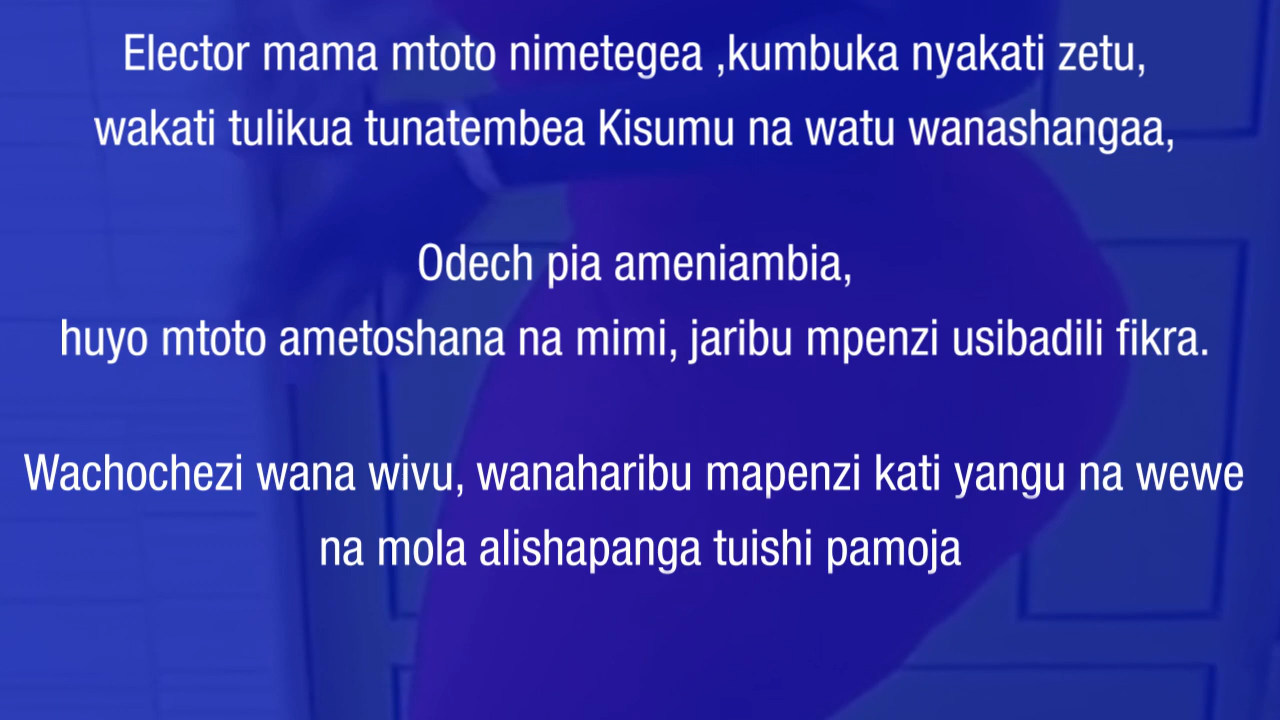 Elector mama mtoto nimetegea ,kumbuka nyakati zetu,
wakati tulikua tunatembea Kisumu na watu wanashangaa,
Odech pia ameniambia,
huyo mtoto ametoshana na mimi, jaribu mpenzi usibadili fikra.
Wachochezi wana wivu, wanaharibu mapenzi kati yangu na wewe
na mola alishapanga tuishi pamoja